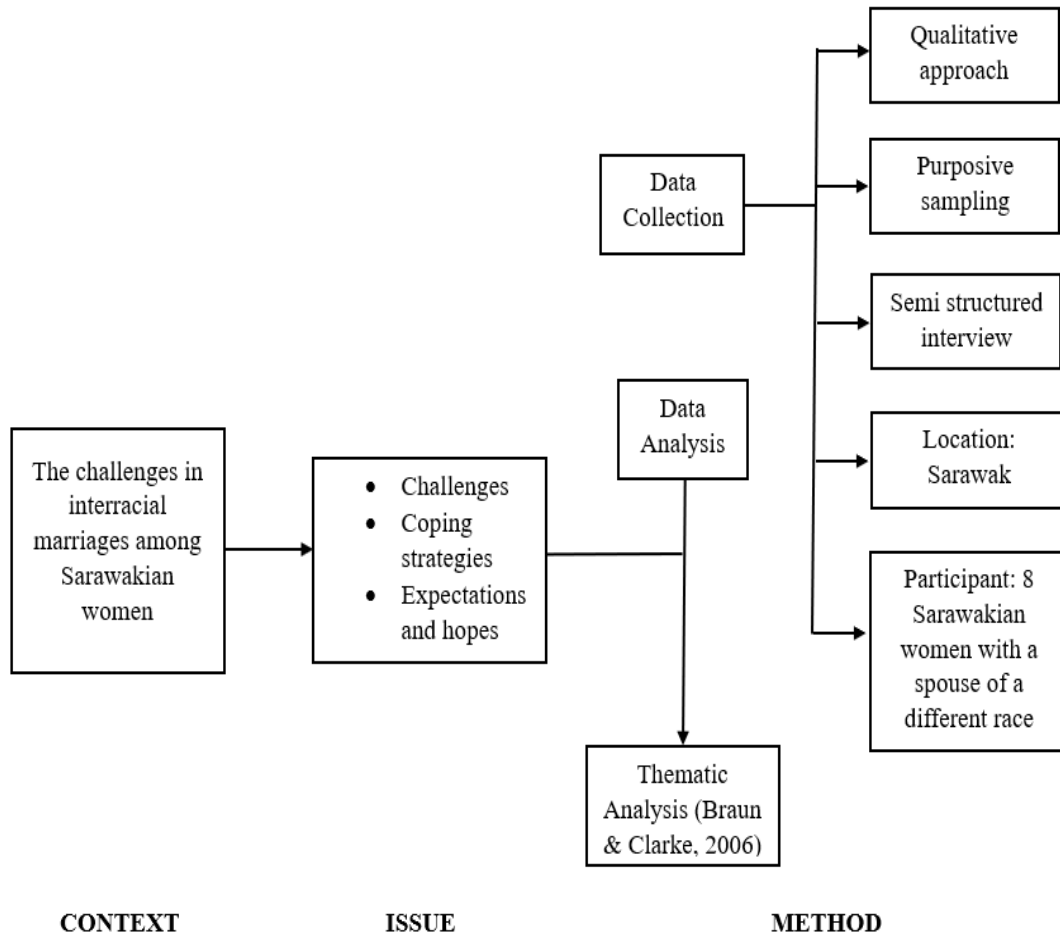 The challenges in
interracial
marriages among
Sarawakian
women
• Challenges
• Coping
strategies
• Expectations
and hopes
Data
Collection
Data
Analysis
Thematic
Analysis (Braun
& Clarke, 2006)
Qualitative
approach
Purposive
sampling
Semi structured
interview
Location:
Sarawak
Participant: 8
Sarawakian
women with a
spouse of a
different race
CONTEXT
ISSUE
METHOD